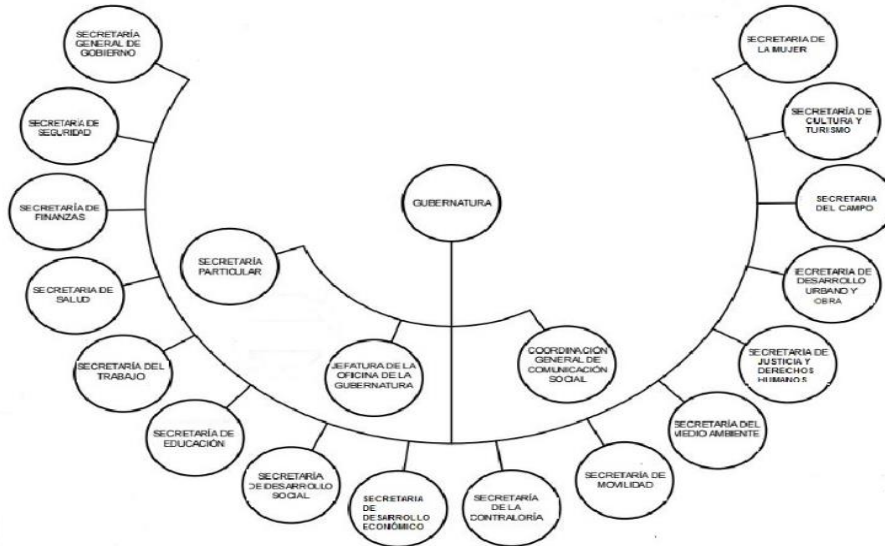 SECRETARÍA
GENERAL DE
GOBIERNO
SECRETARÍA DE
SEGURIDAD
SECRETARÍA DE
FINANZAS
SECRETARIA DE
SALUD
SECRETARÍA DEL
TRABAJO
SECRETARÍA DE
EDUCACIÓN
SECRETARÍA
DE DESARROLLO
SOCIAL
SECRETARIA
DE
DESARROLLO
ECONÓMICO
SECRETARÍA
DE LA
CONTRALORÍA
SECRETARÍA DE
MOVILIDAD
SECRETARÍA DEL
MEDIO AMBIENTE
SECRETARIA DE
JUSTICIA Y
DERECHOS
HUMANOS
SECRETARIA DE
DESARROLLO
URBANO Y
OBRA
SECRETARIA
DEL CAMPO
SECRETARÍA DE
CULTURA Y
TURISMO
SECRETARIA DE
LA MUJER
GUBERNATURA
SECRETARÍA
PARTICULAR
JEFATURA DE LA
OFICINA DE LA
GUBERNATURA
COORDINACIÓN
GENERAL DE
COMUNICACIÓN
SOCIAL